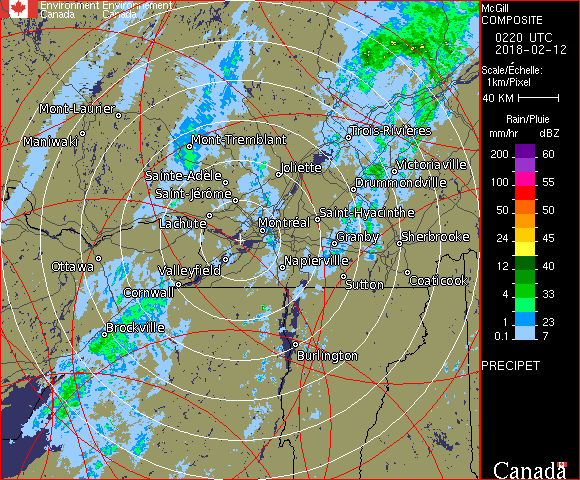 Environment Environnement
Canada Canada
McGill
COMPOSITE
0220 UTC
2018-02-12
Scale/Échelle:
1km/Pixel
40 KM
Rain/Pluie
mm/hr dBZ
200 60
100 55
50 50
24 45
12 40
4 33
1 23
0.1 7
PRECIPET
Mont-Laurier
Maniwaki
Mont-Tremblant
Trois-Rivières
Sainte-Adèle
Joliette
Victoriaville
Saint-Jérôme
Drummondville
Lachute
Montréal
Saint-Hyacinthe
Granby
Sherbrooke
Ottawa
Valleyfield
Napierville
Sutton
Coaticook
Cornwall
Brockville
Burlington
Canada